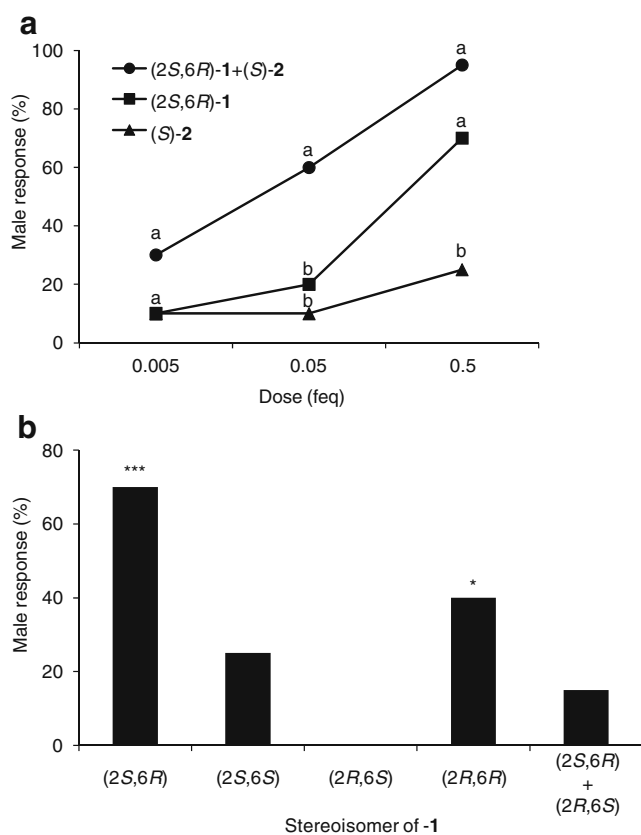 a
100
80
60
40
20
0
Male response (%)
(2S,6R)-1+(S)-2
(2S,6R)-1
(S)-2
a
a
a
a
b
a
a
b
b
0.005
0.05
0.5
Dose (feq)
b
80
60
40
20
0
Male response (%)
***
*
(2S,6R)
(2S,6S)
(2R,6S)
(2R,6R)
(2S,6R)
+
(2R,6S)
Stereoisomer of -1